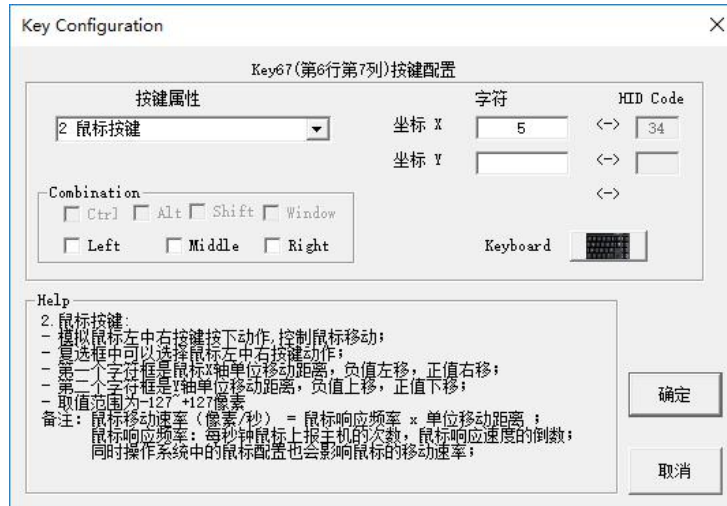 Key Configuration
Key67(第6行第7列)按键配置
按键属性
字符
HID Code
2 鼠标按键
坐标 X
5
<->
34
坐标 Y
<->
<->
Combination
Ctrl Alt Shift Window
Left Middle Right
Keyboard
Help
2.鼠标按键:
- 模拟鼠标左中右按键按下动作,控制鼠标移动;
- 复选框中可以选择鼠标左中右按键动作;
- 第一个字符框是鼠标X轴单位移动距离, 负值左移, 正值右移;
- 第二个字符框是Y轴单位移动距离, 负值上移, 正值下移;
- 取值范围为-127~+127像素
备注: 鼠标移动速率 (像素/秒) = 鼠标响应频率 x 单位移动距离 ;
鼠标响应频率: 每秒钟鼠标上报主机的次数, 鼠标响应速度的倒数;
同时操作系统中的鼠标配置也会影响鼠标的移动速率;
确定
取消